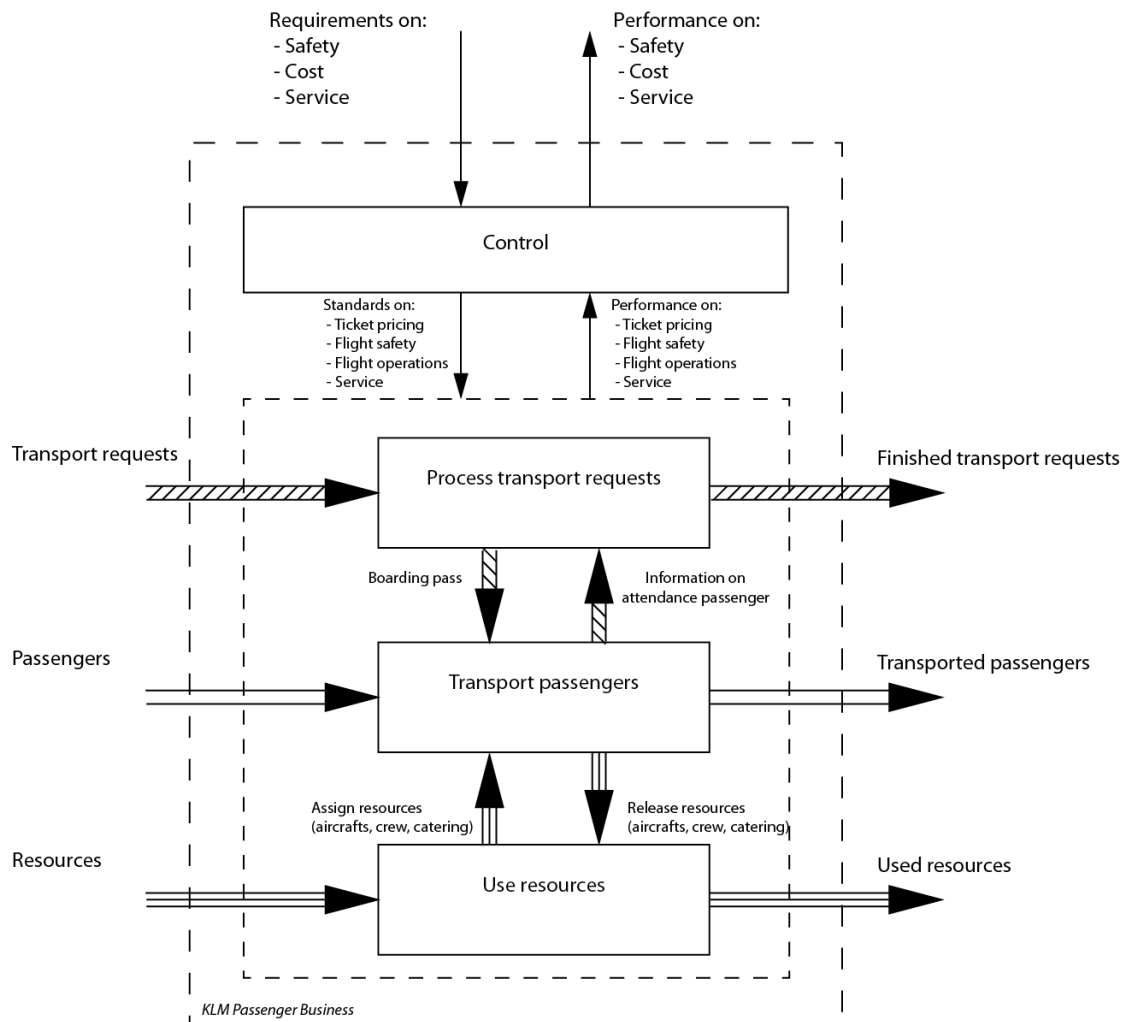 Requirements on:
- Safety
- Cost
- Service
Performance on:
- Safety
- Cost
- Service
Control
Standards on:
- Ticket pricing
- Flight safety
- Flight operations
- Service
Performance on:
- Ticket pricing
- Flight safety
- Flight operations
- Service
Transport requests
Process transport requests
Finished transport requests
Boarding pass
Information on
attendance passenger
Passengers
Transport passengers
Transported passengers
Assign resources
(aircrafts, crew, catering)
Release resources
(aircrafts, crew, catering)
Resources
Use resources
Used resources
KLM Passenger Business